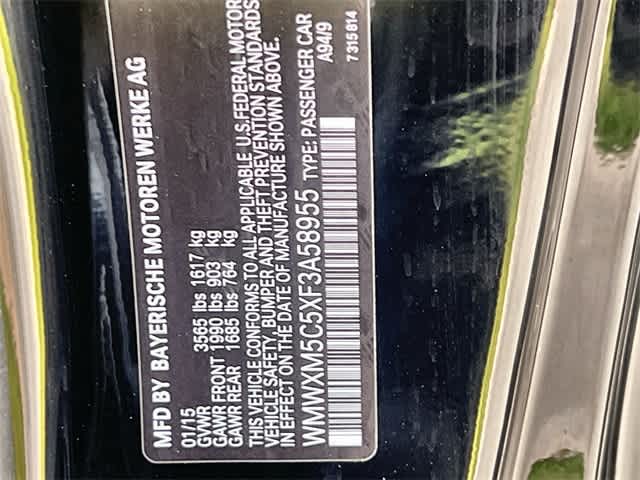 MFD BY BAYERISCHE MOTOREN WERKE AG
01/15
GVWR 3565 lbs 1617 kg
GAWR FRONT 1990 lbs 903 kg
GAWR REAR 1685 lbs 764 kg
THIS VEHICLE CONFORMS TO ALL APPLICABLE U.S.FEDERAL MOTOR
VEHICLE SAFETY, BUMPER AND THEFT PREVENTION STANDARDS
IN EFFECT ON THE DATE OF MANUFACTURE SHOWN ABOVE.
WMWXM5C5XF3A58955 TYPE: PASSENGER CAR
A94/9
7315814